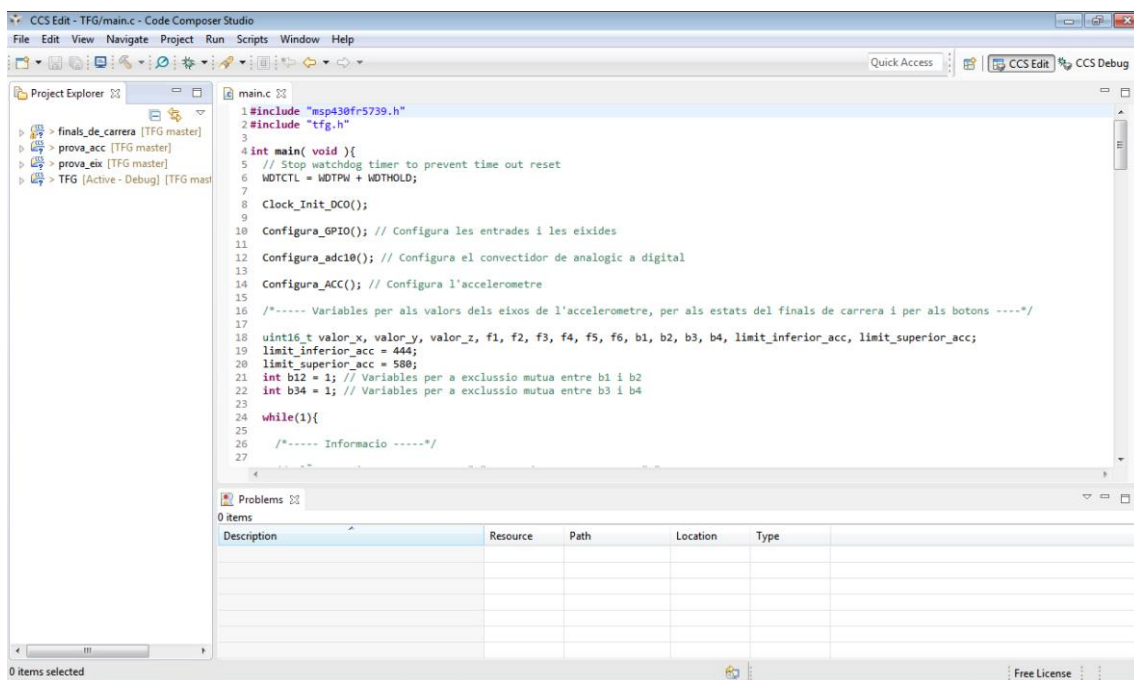 CCS Edit - TFG/main.c - Code Composer Studio
File Edit View Navigate Project Run Scripts Window Help
Quick Access
CCS Edit
CCS Debug
Project Explorer
> finals_de_carrera [TFG master]
> prova_acc [TFG master]
> prova_eix [TFG master]
> TFG [Active - Debug] [TFG mast
main.c
1 #include "msp430fr5739.h"
2 #include "tfg.h"
3
4 int main( void ){
5 // Stop watchdog timer to prevent time out reset
6 WDTCTL = WDTPW + WDTHOLD;
7
8 Clock_Init_DCO();
9
10 Configura_GPIO(); // Configura les entrades i les eixides
11
12 Configura_adc10(); // Configura el convectidor de analogic a digital
13
14 Configura_ACC(); // Configura l'accelerometre
15
16 /*----- Variables per als valors dels eixos de l'accelerometre, per als estats del finals de carrera i per als botons ----*/
17
18 uint16_t valor_x, valor_y, valor_z, f1, f2, f3, f4, f5, f6, b1, b2, b3, b4, limit_inferior_acc, limit_superior_acc;
19 limit_inferior_acc = 444;
20 limit_superior_acc = 580;
21 int b12 = 1; // Variables per a exclussio mutua entre b1 i b2
22 int b34 = 1; // Variables per a exclussio mutua entre b3 i b4
23
24 while(1){
25
26 /*----- Informacio -----*/
27
Problems
0 items
Description Resource Path Location Type
0 items selected
Free License